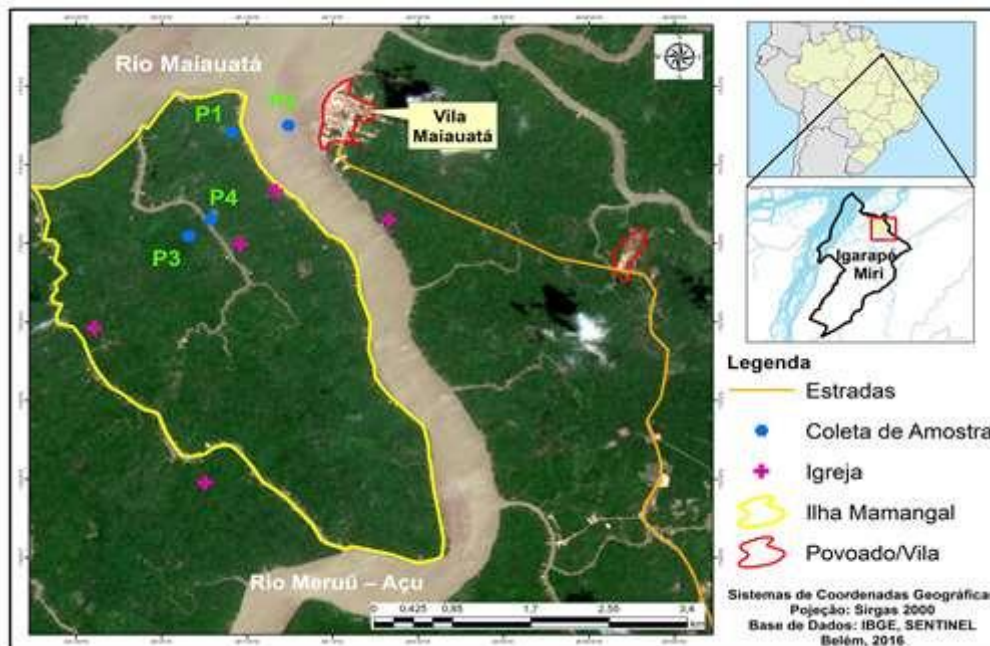 Rio Maiauatá
P1
Vila
Maiauatá
P4
P3
Rio Meruú – Açu
0 0,425 0,85 1,7 2,55 3,4
km
Igarapé
Miri
Legenda
Estradas
Coleta de Amostra
Igreja
Ilha Mamangal
Povoado/Vila
Sistemas de Coordenadas Geográfica
Pojeção: Sirgas 2000
Base de Dados: IBGE, SENTINEL
Belém, 2016